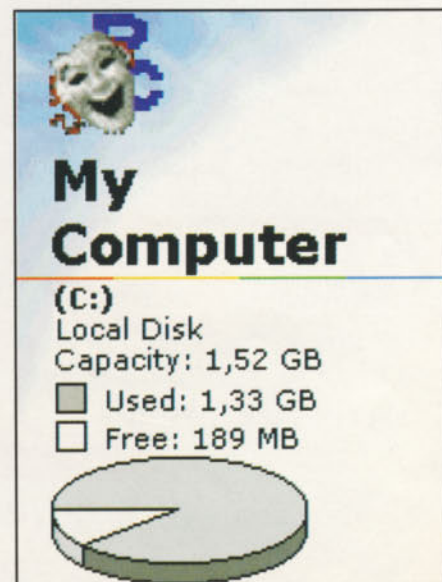 My
Computer
(C:)
Local Disk
Capacity: 1,52 GB
Used: 1,33 GB
Free: 189 MB